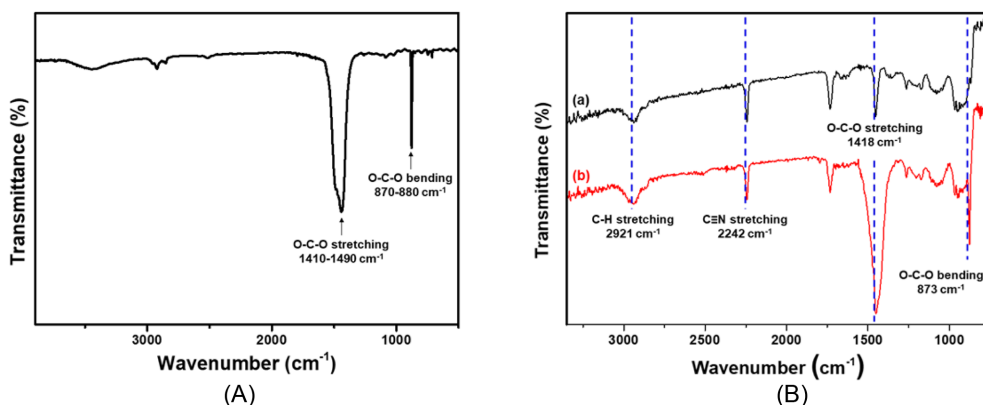 Transmittance (%)
O-C-O bending
870-880 cm⁻¹
O-C-O stretching
1410-1490 cm⁻¹
3000 2000 1000
Wavenumber (cm⁻¹)
(A)
Transmittance (%)
(a)
O-C-O stretching
1418 cm⁻¹
(b)
C-H stretching
2921 cm⁻¹
C≡N stretching
2242 cm⁻¹
O-C-O bending
873 cm⁻¹
3000 2500 2000 1500 1000
Wavenumber (cm⁻¹)
(B)